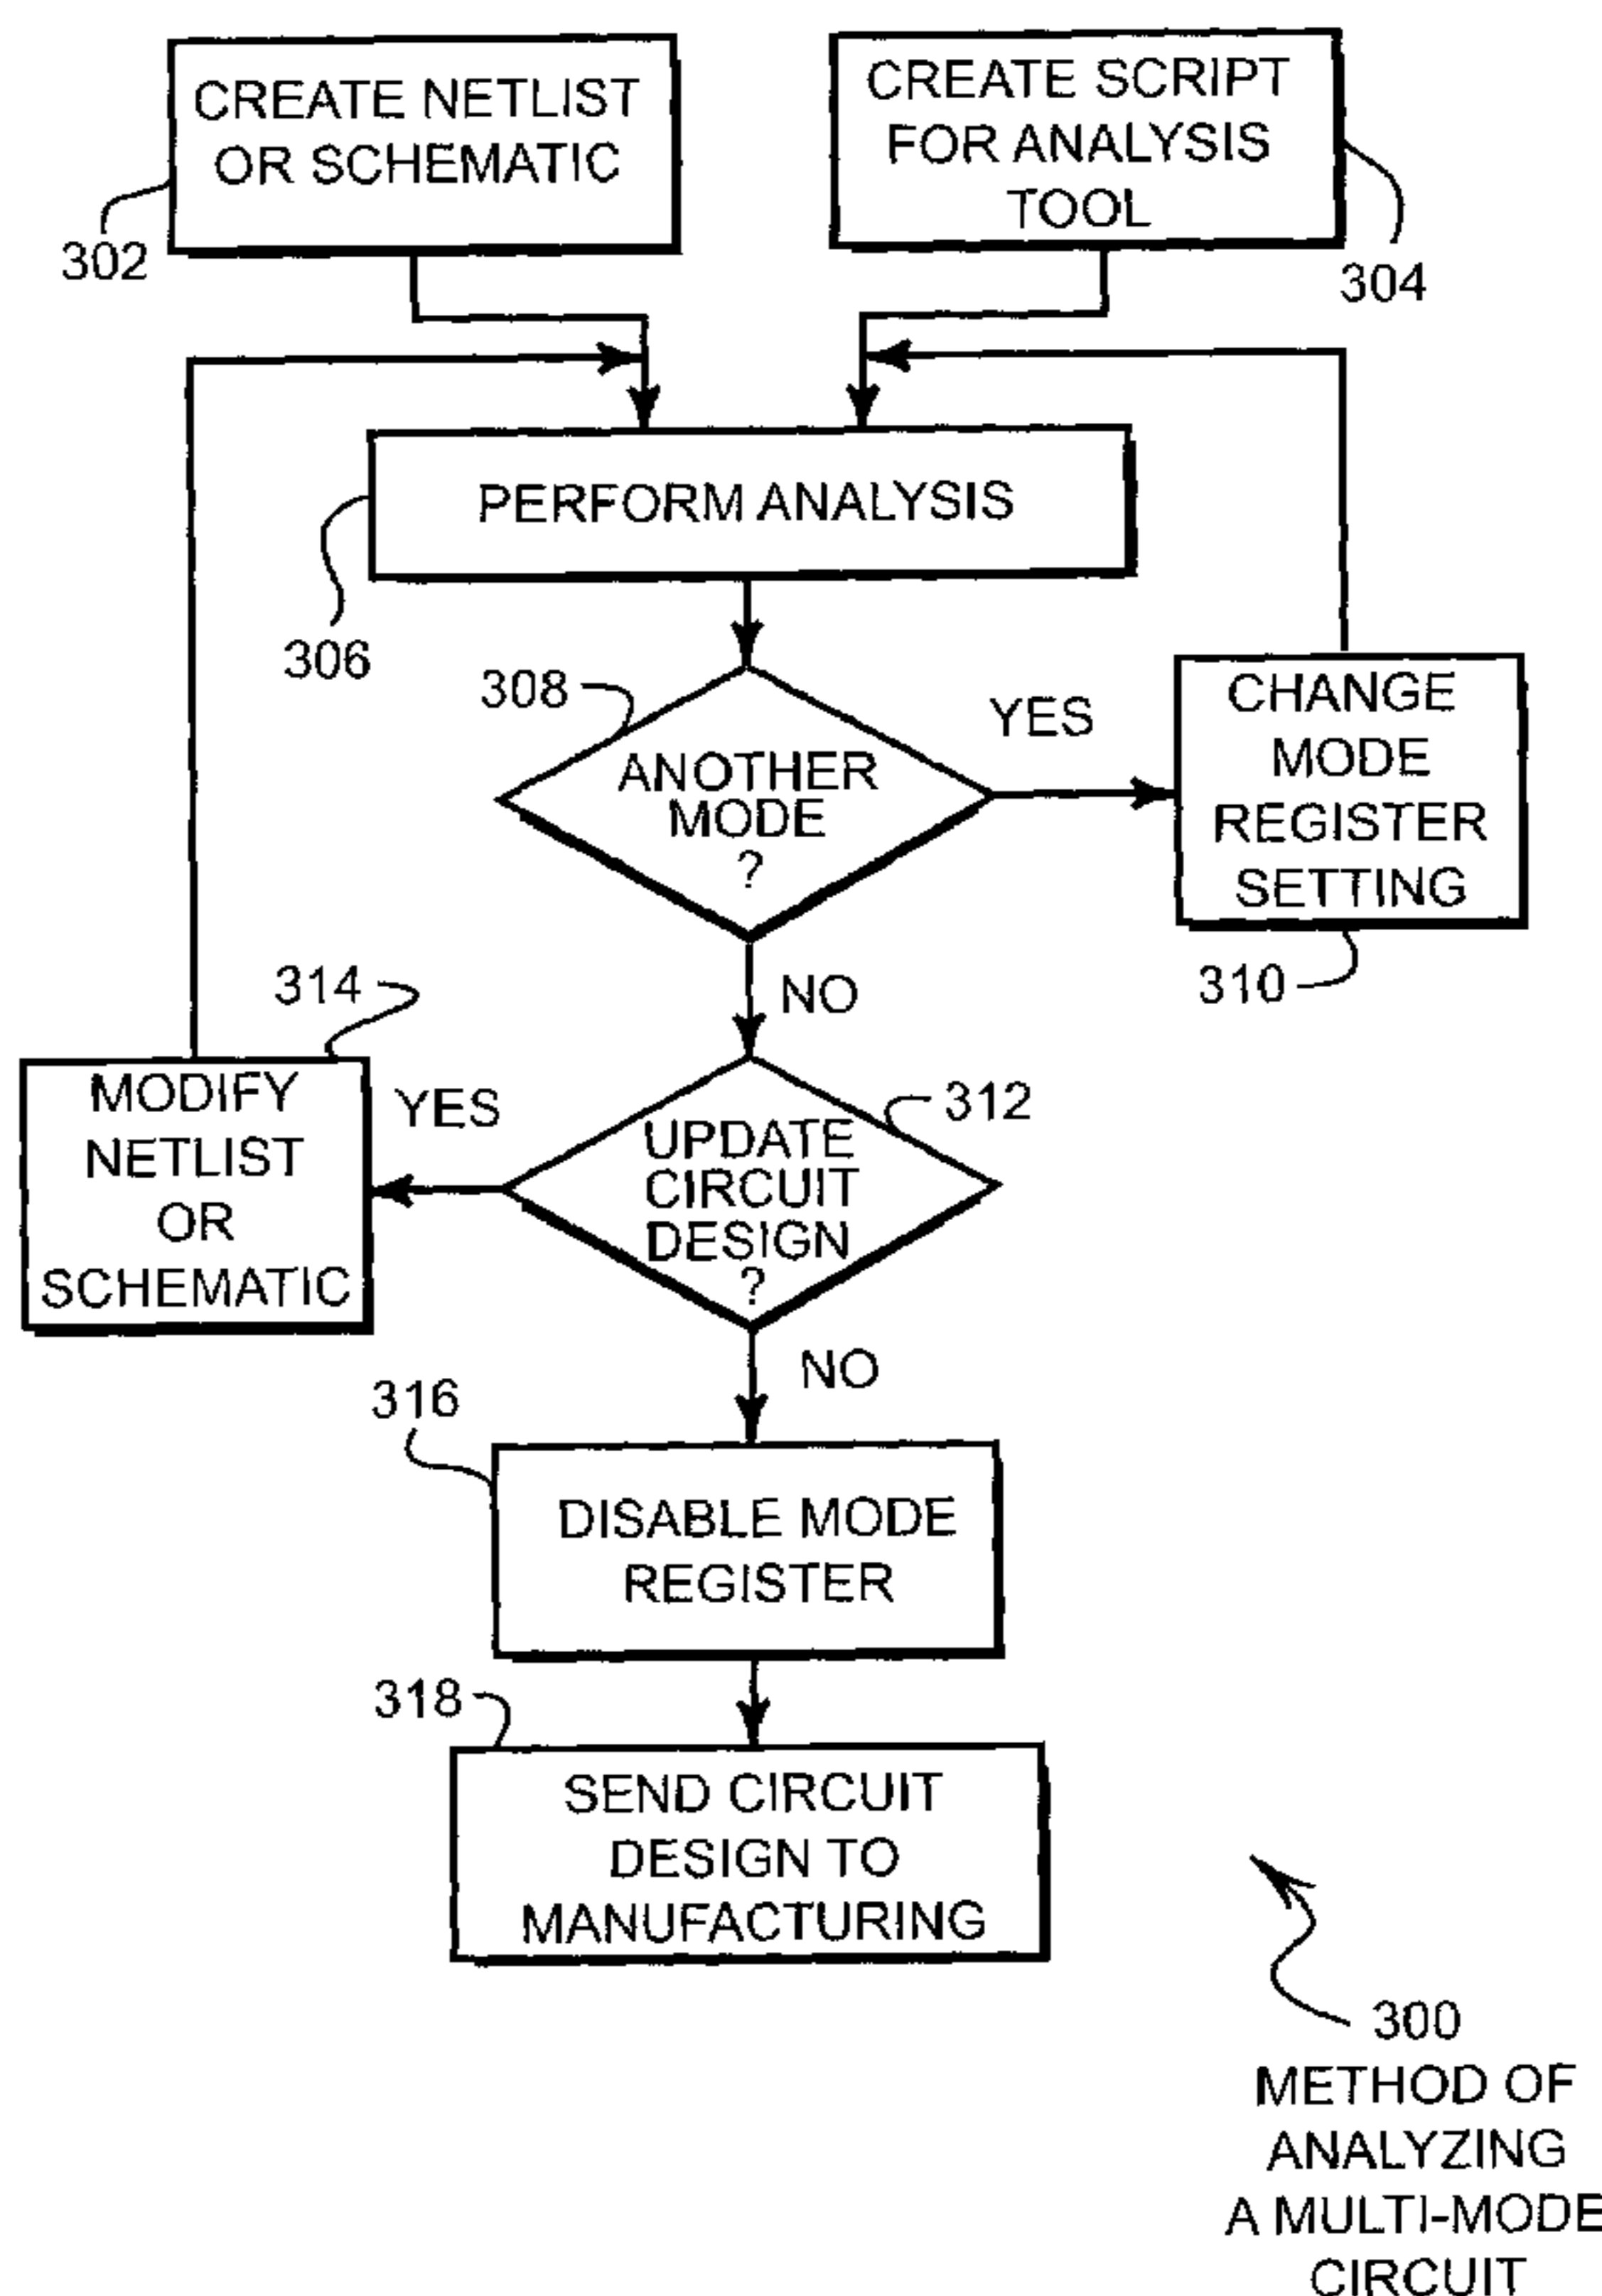 CREATE NETLIST
OR SCHEMATIC
302
CREATE SCRIPT
FOR ANALYSIS
TOOL
304
PERFORM ANALYSIS
306
308
ANOTHER
MODE
?
YES
CHANGE
MODE
REGISTER
SETTING
310
NO
314
MODIFY
NETLIST
OR
SCHEMATIC
YES
312
UPDATE
CIRCUIT
DESIGN
?
NO
316
DISABLE MODE
REGISTER
318
SEND CIRCUIT
DESIGN TO
MANUFACTURING
300
METHOD OF
ANALYZING
A MULTI-MODE
CIRCUIT